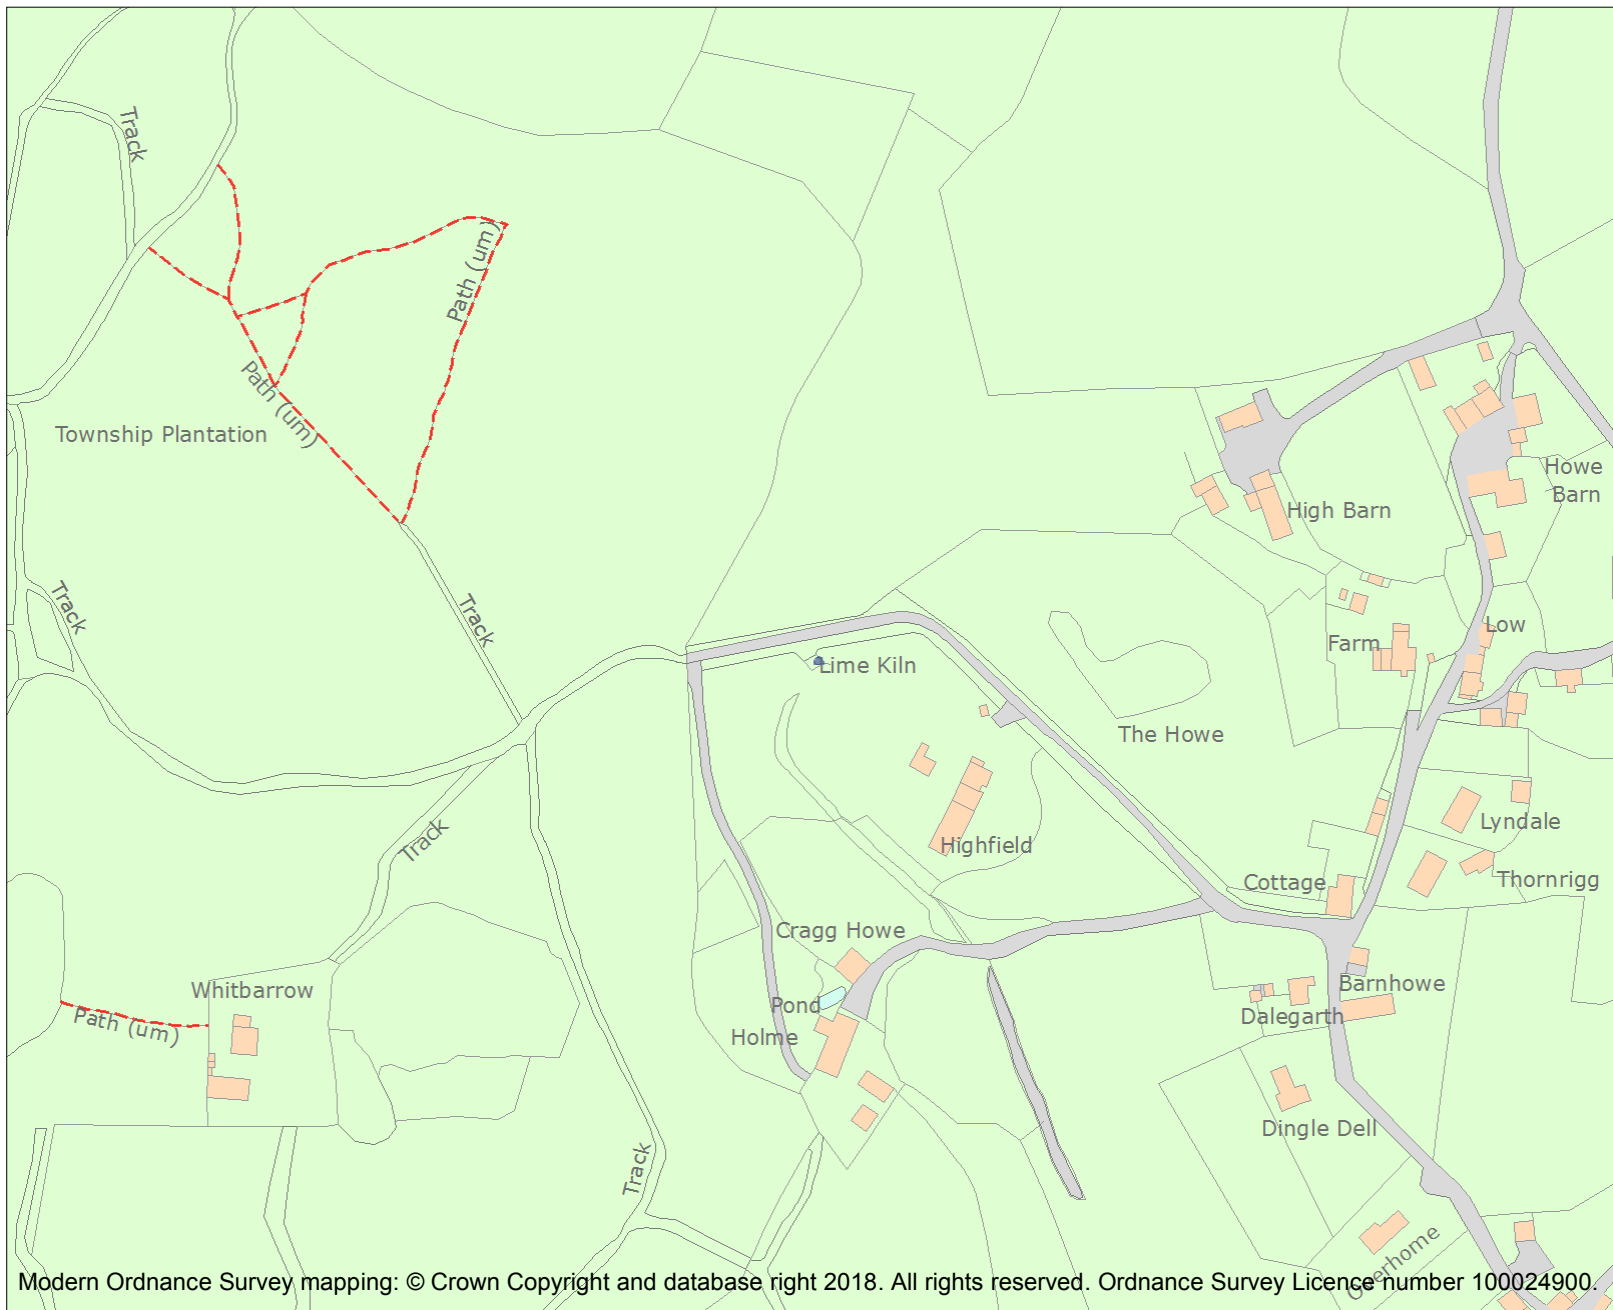 Track
Path (um)
Path (um)
Township Plantation
Howe
Barn
High Barn
Track
Track
Low
Farm
Lime Kiln
The Howe
Track
Highfield
Lyndale
Cottage
Thornrigg
Cragg Howe
Whitbarrow
Barnhowe
Pond
Path (um)
Dalegarth
Holme
Dingle Dell
Track
Overhome
Modern Ordnance Survey mapping: © Crown Copyright and database right 2018. All rights reserved. Ordnance Survey Licence number 100024900.